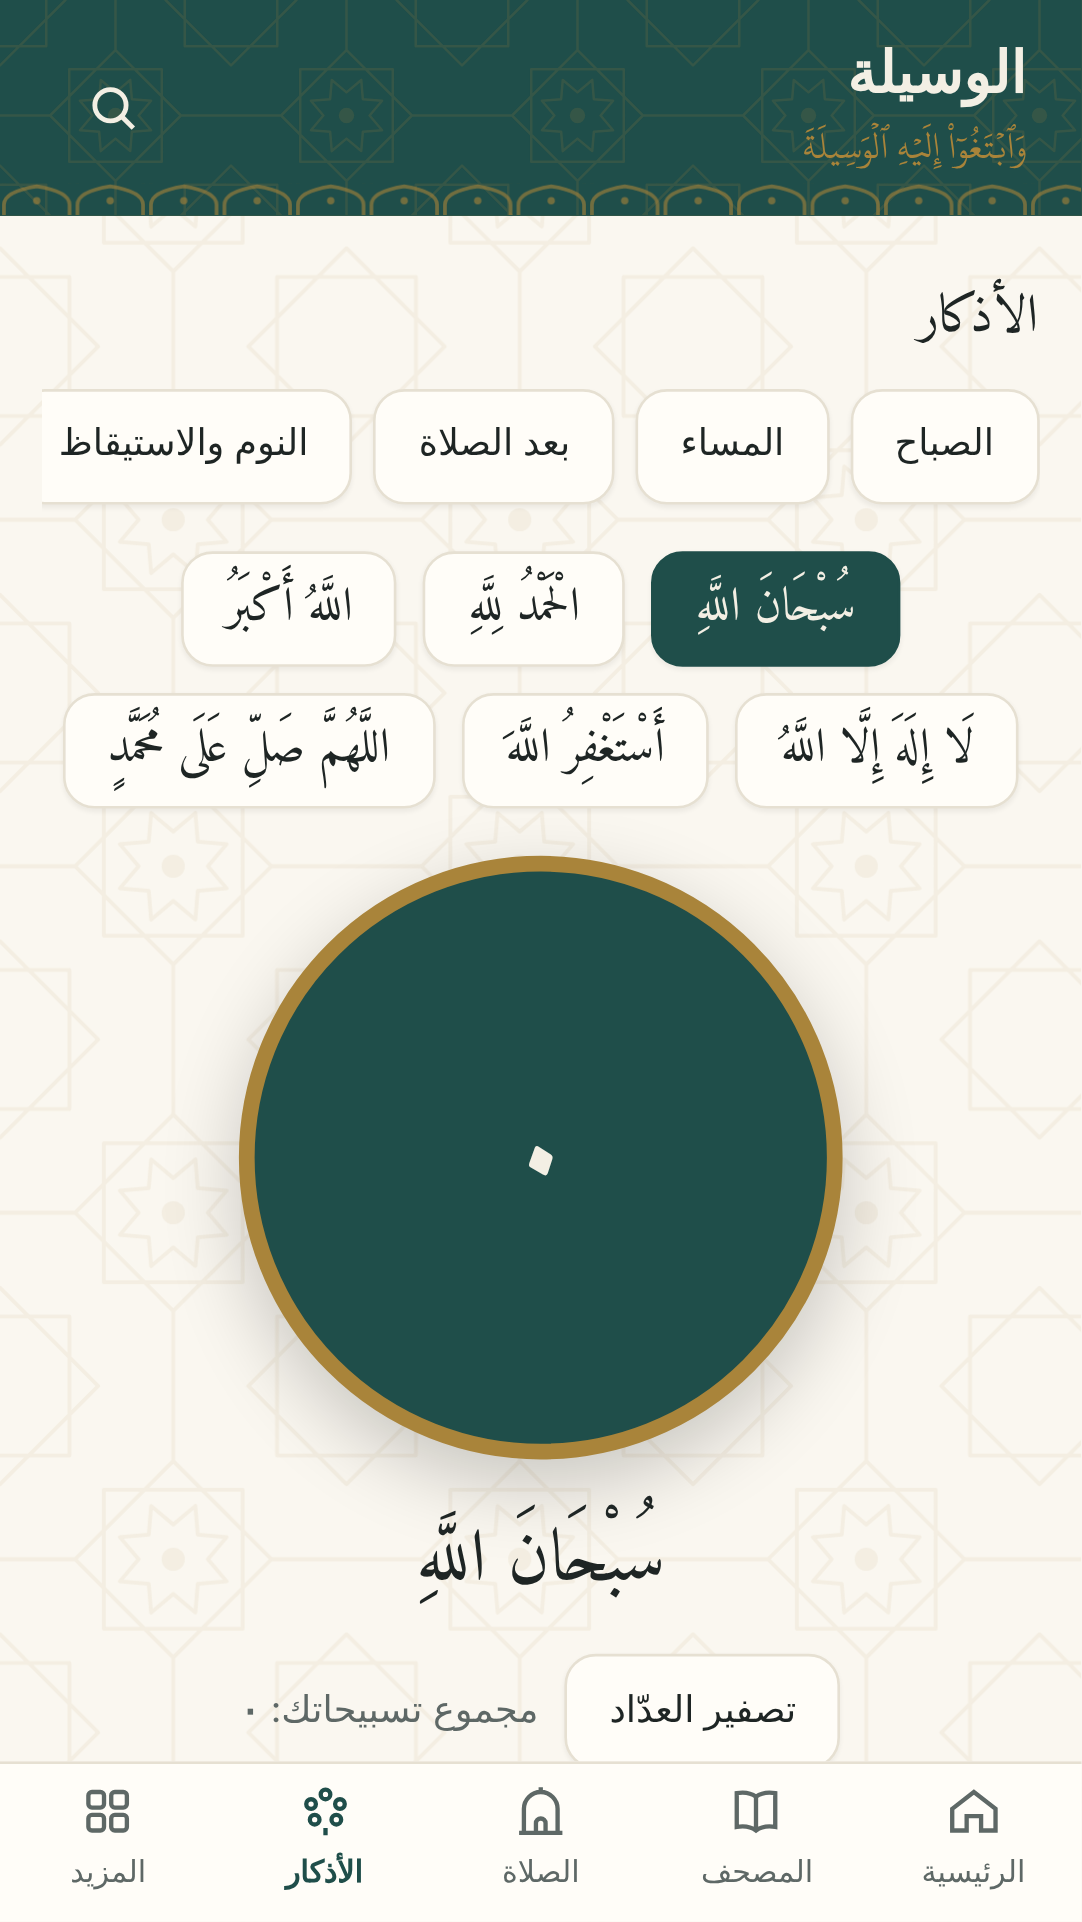 الوسيلة
وَٱبْتَغُوٓا۟ إِلَيْهِ ٱلْوَسِيلَةَ
الأذكار
الصباح المساء بعد الصلاة النوم والاستيقاظ
سُبْحَانَ اللَّهِ الْحَمْدُ لِلَّهِ اللَّهُ أَكْبَرُ
لَا إِلَهَ إِلَّا اللَّهُ أَسْتَغْفِرُ اللَّهَ اللَّهُمَّ صَلِّ عَلَى مُحَمَّدٍ
٠
سُبْحَانَ اللَّهِ
تصفير العدّاد مجموع تسبيحاتك: ٠
الرئيسية المصحف الصلاة الأذكار المزيد